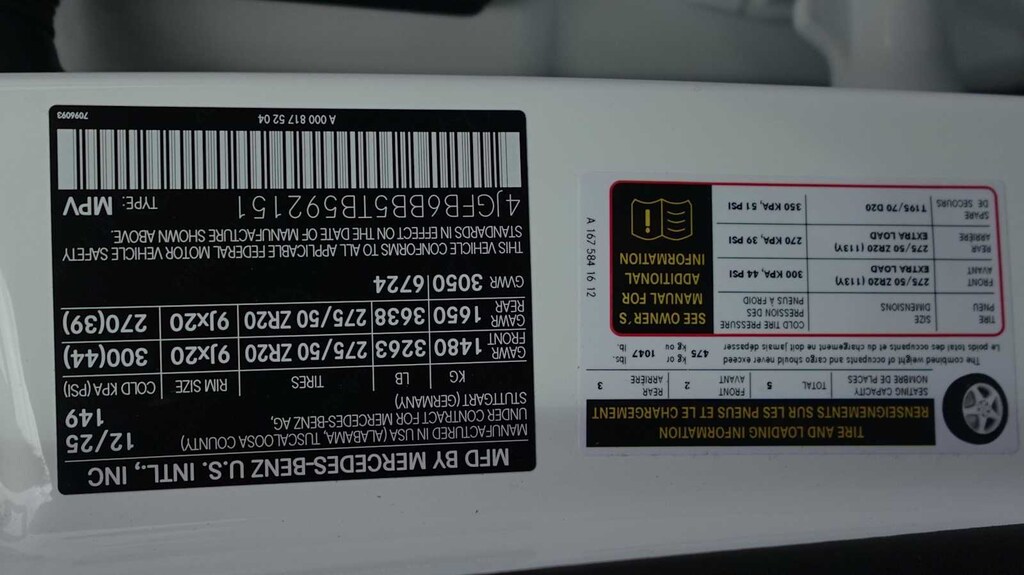 MFD BY MERCEDES-BENZ U.S. INTL., INC
MANUFACTURED IN USA (ALABAMA, TUSCALOOSA COUNTY)
UNDER CONTRACT FOR MERCEDES-BENZ AG,
STUTTGART (GERMANY)
12/25
149
KG LB TIRES RIM SIZE COLD KPA (PSI)
GAWR FRONT 1480 3263 275/50 ZR20 9Jx20 300(44)
GAWR REAR 1650 3638 275/50 ZR20 9Jx20 270(39)
GWR 3050 6724
THIS VEHICLE CONFORMS TO ALL APPLICABLE FEDERAL MOTOR VEHICLE SAFETY
STANDARDS IN EFFECT ON THE DATE OF MANUFACTURE SHOWN ABOVE.
4JGFB6BB5TB592151 TYPE: MPV
A 000 817 52 04
7096093
TIRE AND LOADING INFORMATION
RENSEIGNEMENTS SUR LES PNEUS ET LE CHARGEMENT
SEATING CAPACITY
NOMBRE DE PLACES
TOTAL 5
FRONT
AVANT
2
REAR
ARRIÈRE
3
The combined weight of occupants and cargo should never exceed
Le poids total des occupants et du chargement ne doit jamais dépasser
475 kg or kg ou 1047 lbs. lb.
TIRE
PNEU
SIZE
DIMENSIONS
COLD TIRE PRESSURE
PRESSION DES
PNEUS À FROID
FRONT
AVANT
275/50 ZR20 (113Y)
EXTRA LOAD
300 KPA, 44 PSI
REAR
ARRIÈRE
275/50 ZR20 (113Y)
EXTRA LOAD
270 KPA, 39 PSI
SPARE
DE SECOURS
T195/70 D20
350 KPA, 51 PSI
SEE OWNER'S
MANUAL FOR
ADDITIONAL
INFORMATION
A 167 584 16 12